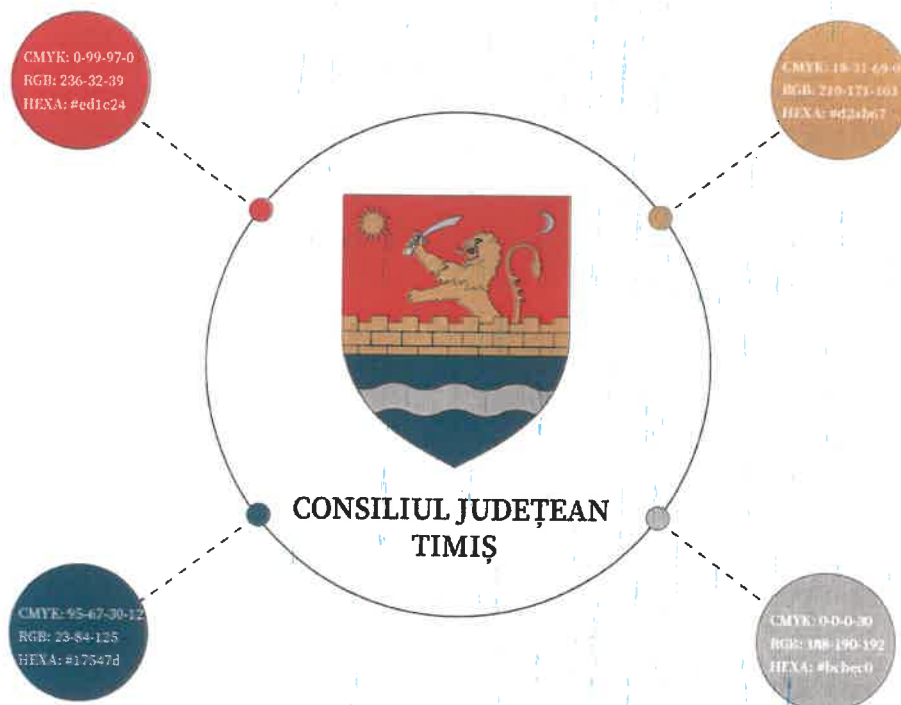 CMYK: 0-99-97-0
RGB: 236-32-39
HEXA: #ed1c24
CMYK: 18-31-69-0
RGB: 210-171-103
HEXA: #d2ab67
CONSILIUL JUDEȚEAN
TIMIȘ
CMYK: 95-67-30-12
RGB: 23-84-125
HEXA: #17547d
CMYK: 0-0-0-30
RGB: 188-190-192
HEXA: #bcbec0